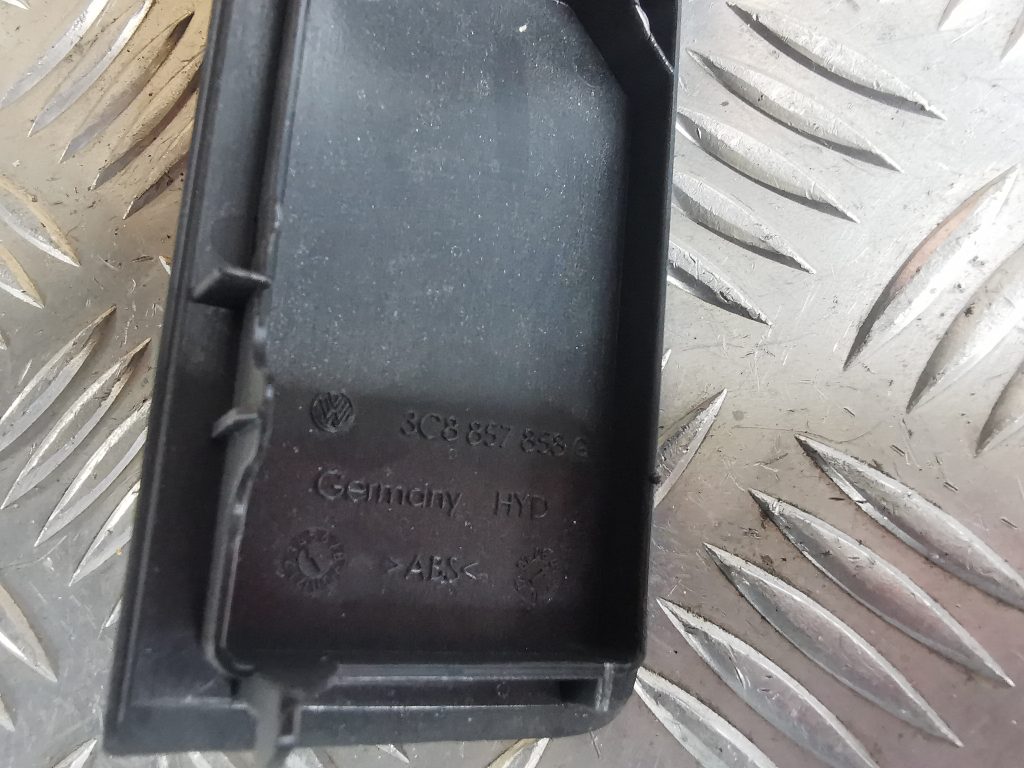 3C8 857 858 G
Germany HYD
>ABS<